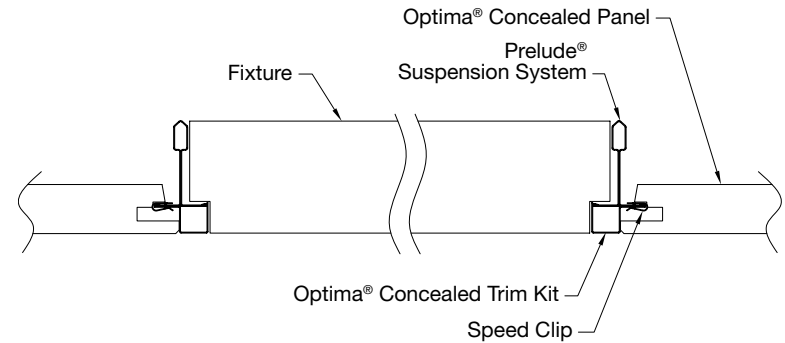 Optima® Concealed Panel
Prelude®
Suspension System
Fixture
Optima® Concealed Trim Kit
Speed Clip